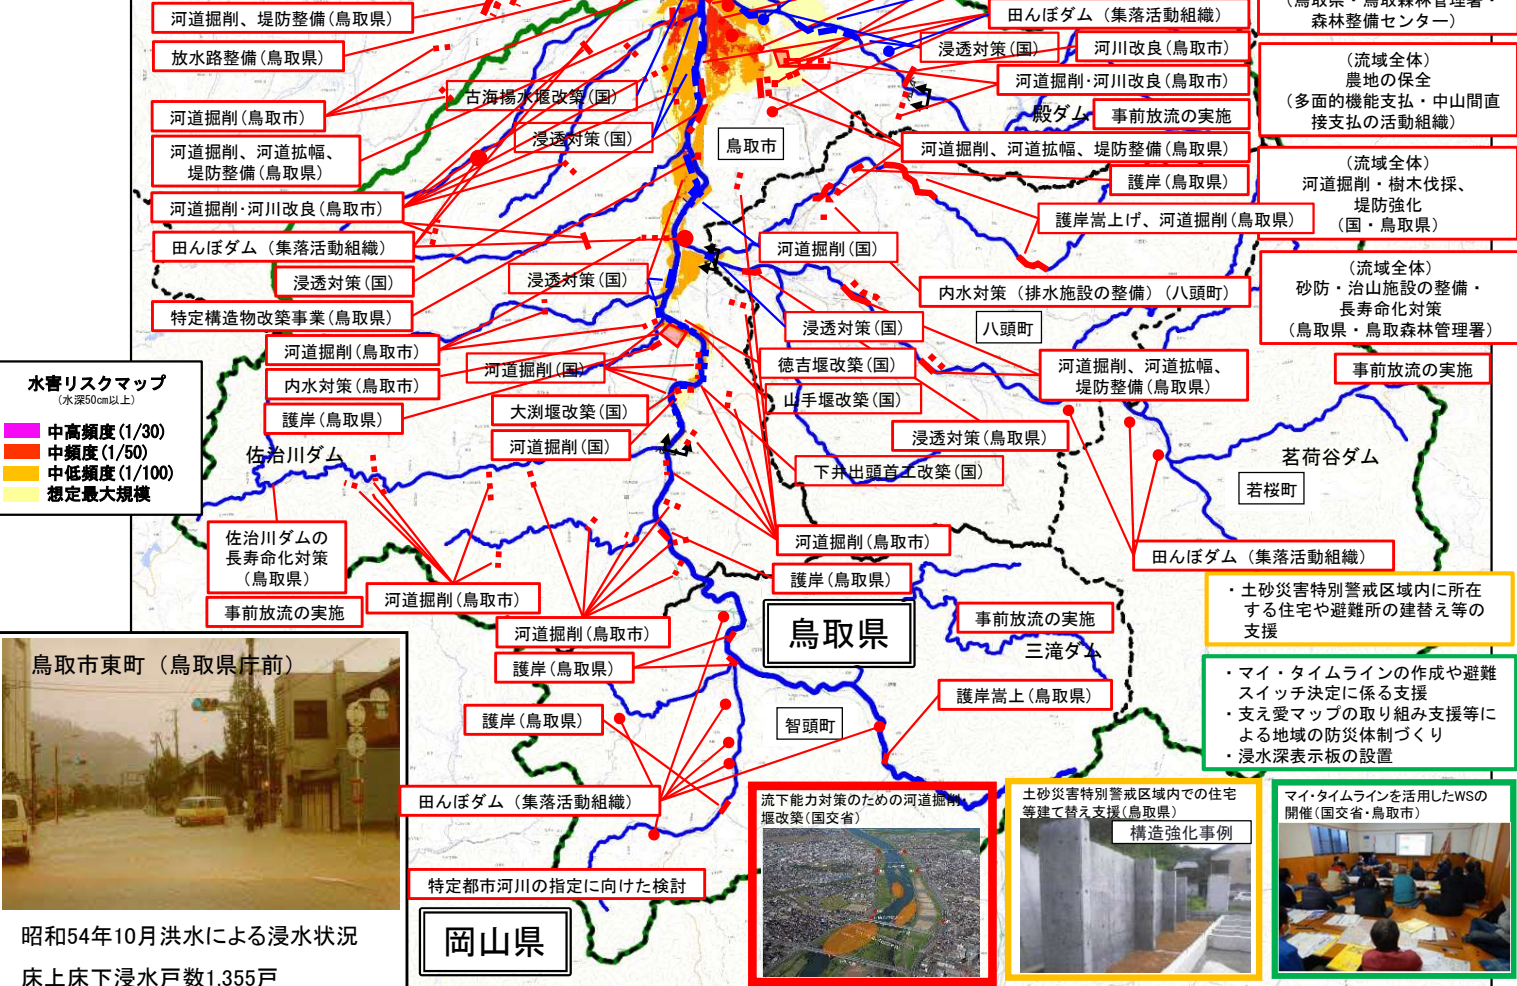 河道掘削、堤防整備(鳥取県)
放水路整備(鳥取県)
古海揚水堰改築(国)
河道掘削(鳥取市)
浸透対策(国)
河道掘削、河道拡幅、
堤防整備(鳥取県)
河道掘削・河川改良(鳥取市)
田んぼダム（集落活動組織）
浸透対策(国)
特定構造物改築事業(鳥取県)
河道掘削(鳥取市)
内水対策(鳥取市)
護岸(鳥取県)
浸透対策(国)
河道掘削(国)
大渕堰改築(国)
河道掘削(国)
鳥取市
田んぼダム（集落活動組織）
浸透対策(国)
河川改良(鳥取市)
河道掘削・河川改良(鳥取市)
殿ダム
事前放流の実施
河道掘削、河道拡幅、堤防整備(鳥取県)
護岸(鳥取県)
護岸嵩上げ、河道掘削(鳥取県)
河道掘削(国)
内水対策（排水施設の整備）(八頭町)
浸透対策(国)
八頭町
徳吉堰改築(国)
河道掘削、河道拡幅、
堤防整備(鳥取県)
山手堰改築(国)
浸透対策(鳥取県)
下井出頭首工改築(国)
(鳥取県・鳥取森林管理署・
森林整備センター)
(流域全体)
農地の保全
(多面的機能支払・中山間直
接支払の活動組織)
(流域全体)
河道掘削・樹木伐採、
堤防強化
(国・鳥取県)
(流域全体)
砂防・治山施設の整備・
長寿命化対策
(鳥取県・鳥取森林管理署)
事前放流の実施
茗荷谷ダム
若桜町
田んぼダム（集落活動組織）
水害リスクマップ
(水深50cm以上)
中高頻度(1/30)
中頻度(1/50)
中低頻度(1/100)
想定最大規模
佐治川ダム
佐治川ダムの
長寿命化対策
(鳥取県)
事前放流の実施
河道掘削(鳥取市)
河道掘削(鳥取市)
護岸(鳥取県)
河道掘削(鳥取市)
護岸(鳥取県)
鳥取県
事前放流の実施
三滝ダム
護岸嵩上(鳥取県)
智頭町
護岸(鳥取県)
田んぼダム（集落活動組織）
特定都市河川の指定に向けた検討
岡山県
・土砂災害特別警戒区域内に所在
する住宅や避難所の建替え等の
支援
・マイ・タイムラインの作成や避難
スイッチ決定に係る支援
・支え愛マップの取り組み支援等に
よる地域の防災体制づくり
・浸水深表示板の設置
鳥取市東町（鳥取県庁前）
昭和54年10月洪水による浸水状況
床上床下浸水戸数1,355戸
流下能力対策のための河道掘削・
堰改築(国交省)
土砂災害特別警戒区域内での住宅
等建て替え支援(鳥取県)
構造強化事例
マイ・タイムラインを活用したWSの
開催(国交省・鳥取市)